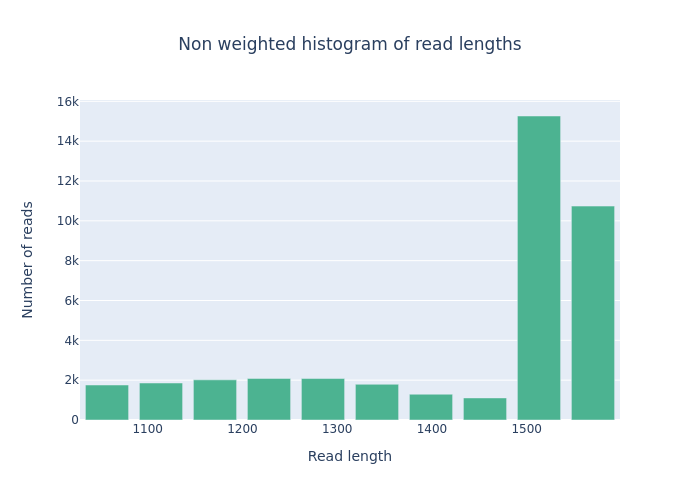 Non weighted histogram of read lengths
16k
14k
12k
10k
8k
6k
4k
2k
0
Number of reads
1100 1200 1300 1400 1500
Read length